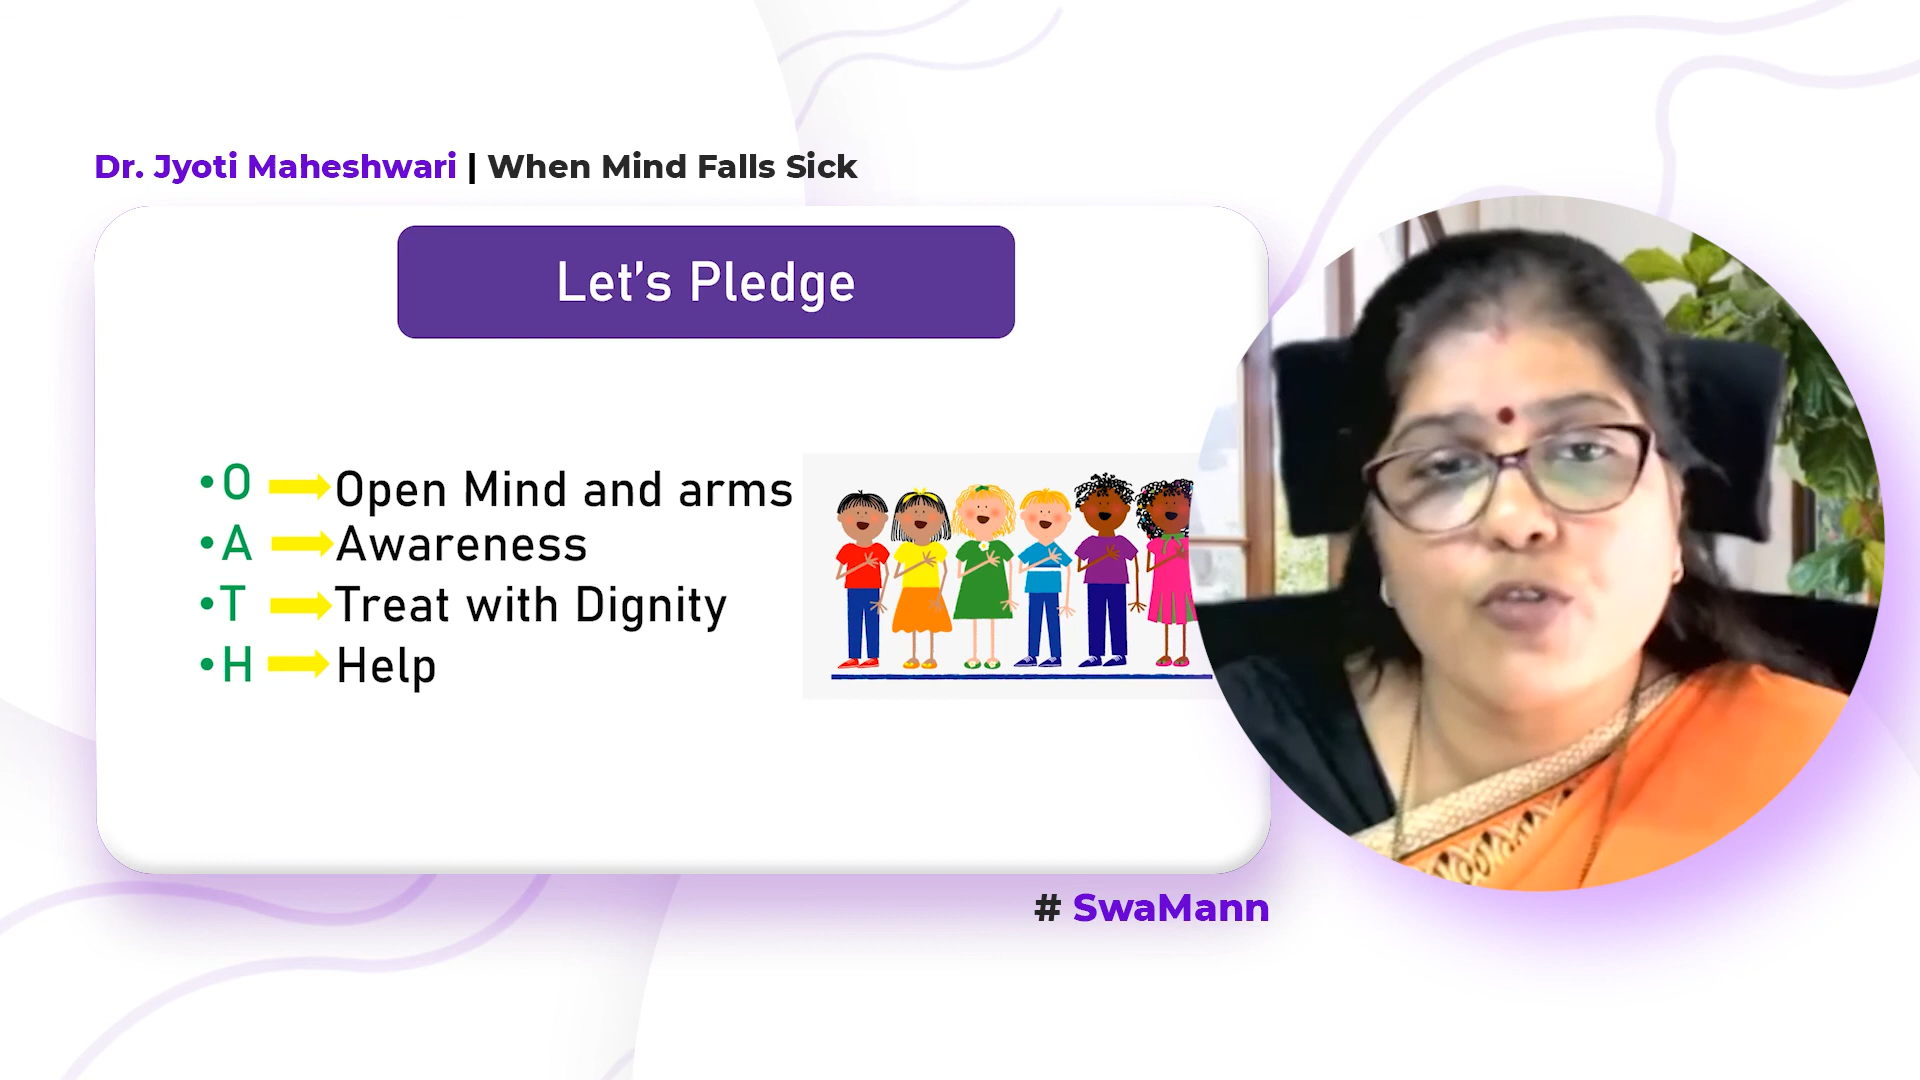 Dr. Jyoti Maheshwari | When Mind Falls Sick
Let's Pledge
•O Open Mind and arms
•A Awareness
•T Treat with Dignity
•H Help
# SwaMann